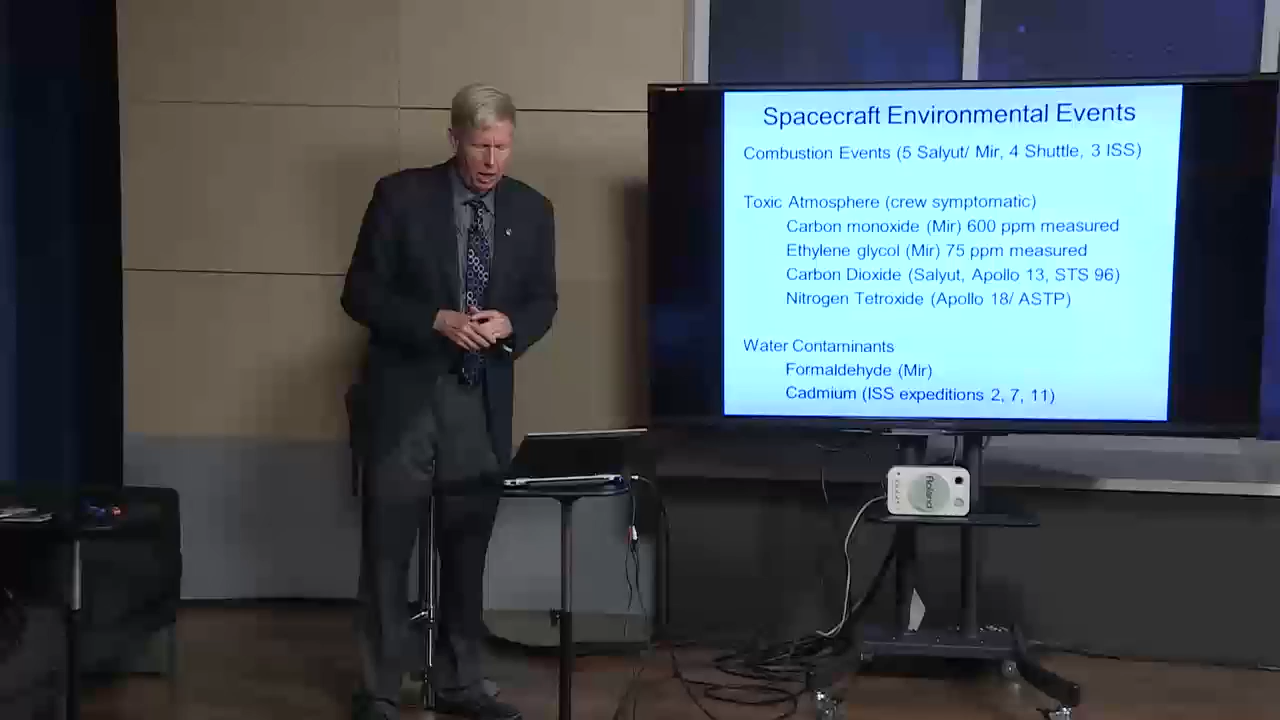 Spacecraft Environmental Events
Combustion Events (5 Salyut/ Mir, 4 Shuttle, 3 ISS)
Toxic Atmosphere (crew symptomatic)
Carbon monoxide (Mir) 600 ppm measured
Ethylene glycol (Mir) 75 ppm measured
Carbon Dioxide (Salyut, Apollo 13, STS 96)
Nitrogen Tetroxide (Apollo 18/ ASTP)
Water Contaminants
Formaldehyde (Mir)
Cadmium (ISS expeditions 2, 7, 11)
Roland